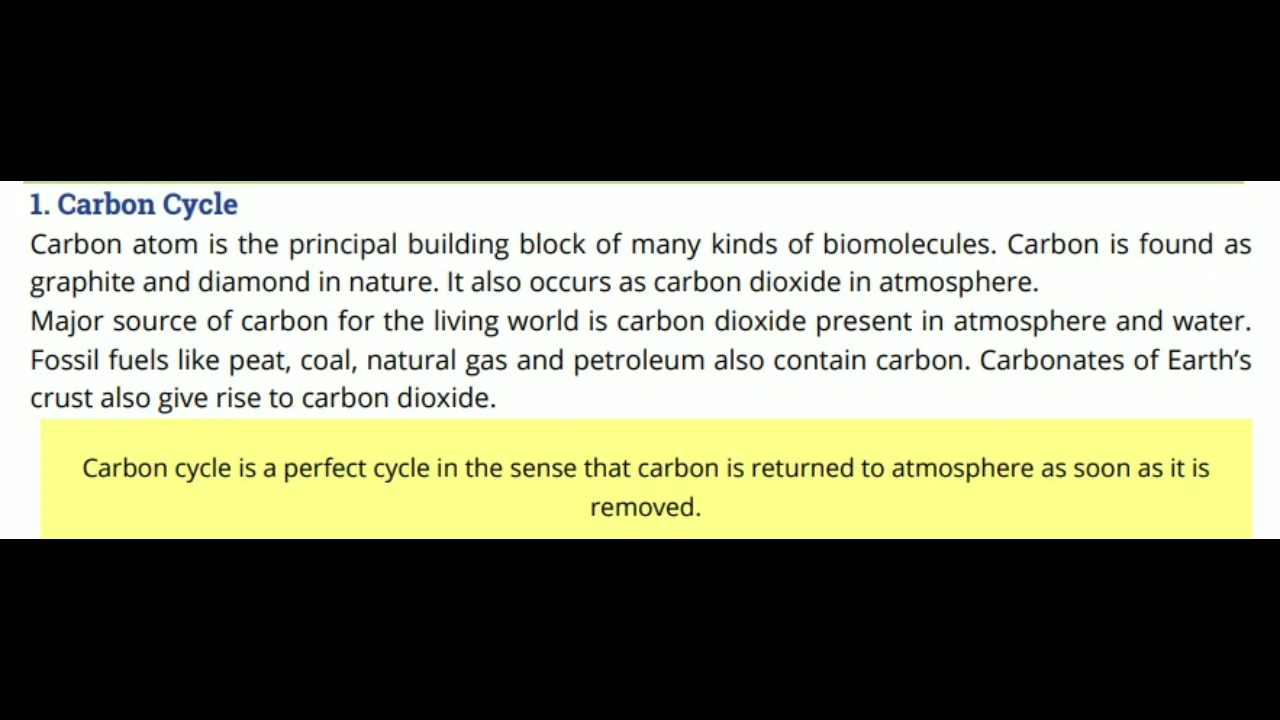 1. Carbon Cycle
Carbon atom is the principal building block of many kinds of biomolecules. Carbon is found as
graphite and diamond in nature. It also occurs as carbon dioxide in atmosphere.
Major source of carbon for the living world is carbon dioxide present in atmosphere and water.
Fossil fuels like peat, coal, natural gas and petroleum also contain carbon. Carbonates of Earth’s
crust also give rise to carbon dioxide.
Carbon cycle is a perfect cycle in the sense that carbon is returned to atmosphere as soon as it is
removed.